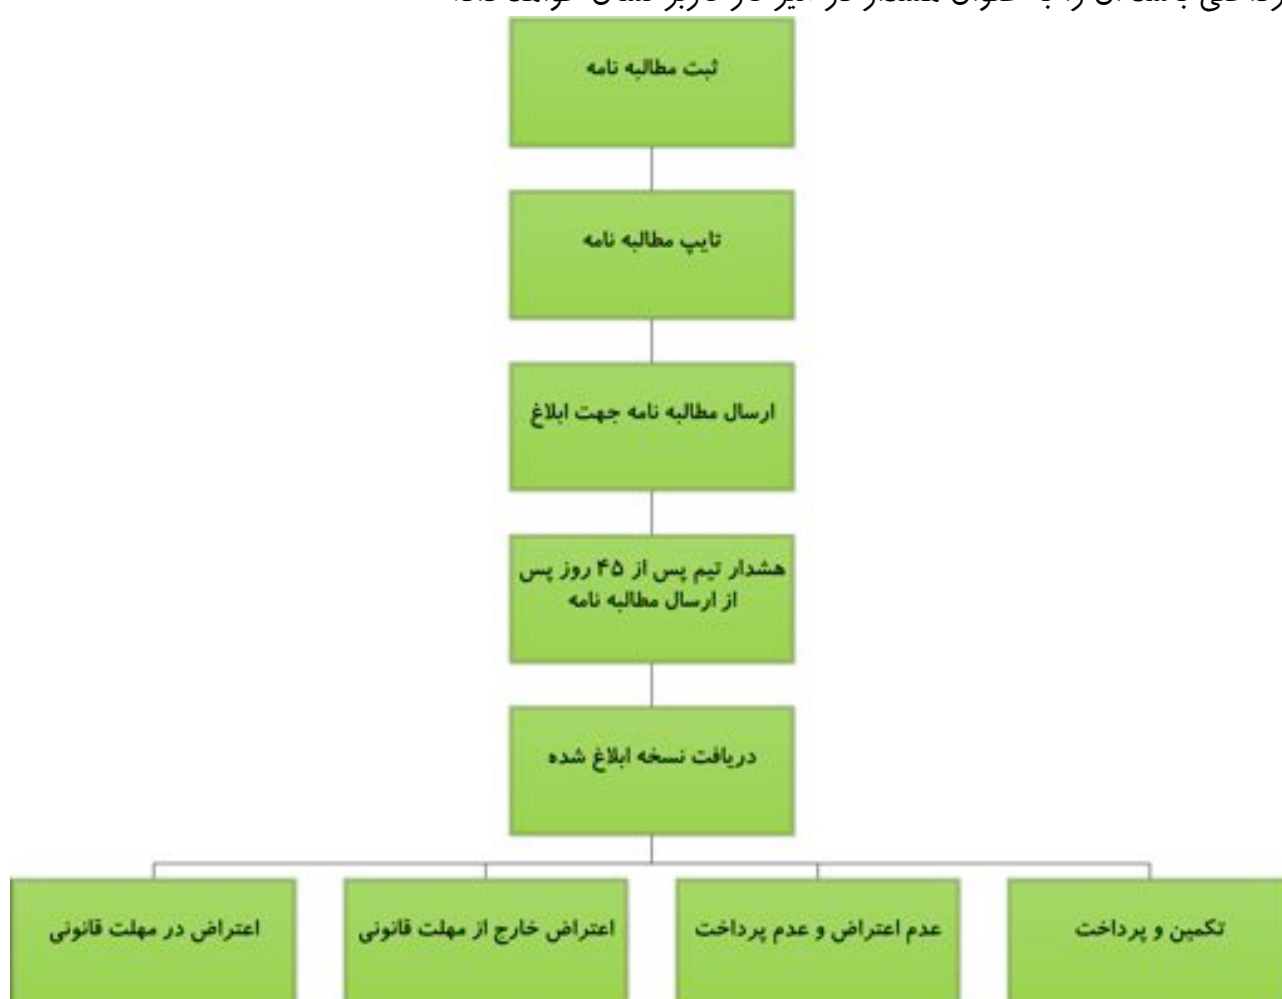 ثبت مطالبه نامه
تایپ مطالبه نامه
ارسال مطالبه نامه جهت ابلاغ
هشدار تیم پس از ۴۵ روز پس
از ارسال مطالبه نامه
دریافت نسخه ابلاغ شده
تکمین و پرداخت
عدم اعتراض و عدم پرداخت
اعتراض خارج از مهلت قانونی
اعتراض در مهلت قانونی